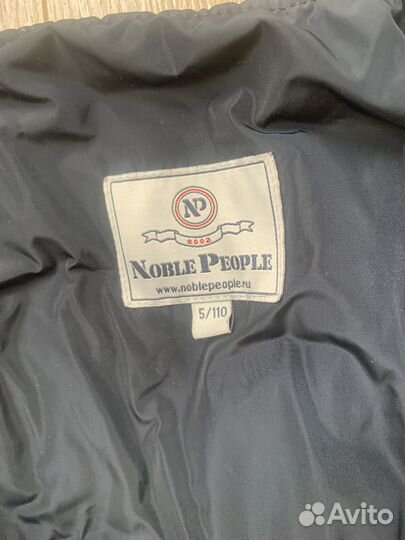 NP
2002
NOBLE PEOPLE
www.noblepeople.ru
5/110
Avito